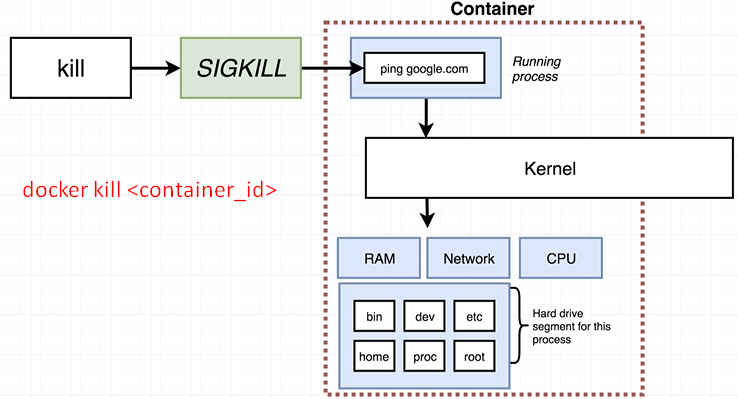 Container
kill
SIGKILL
ping google.com
Running
process
Kernel
docker kill <container_id>
RAM
Network
CPU
bin
dev
etc
home
proc
root
Hard drive
segment for this
process